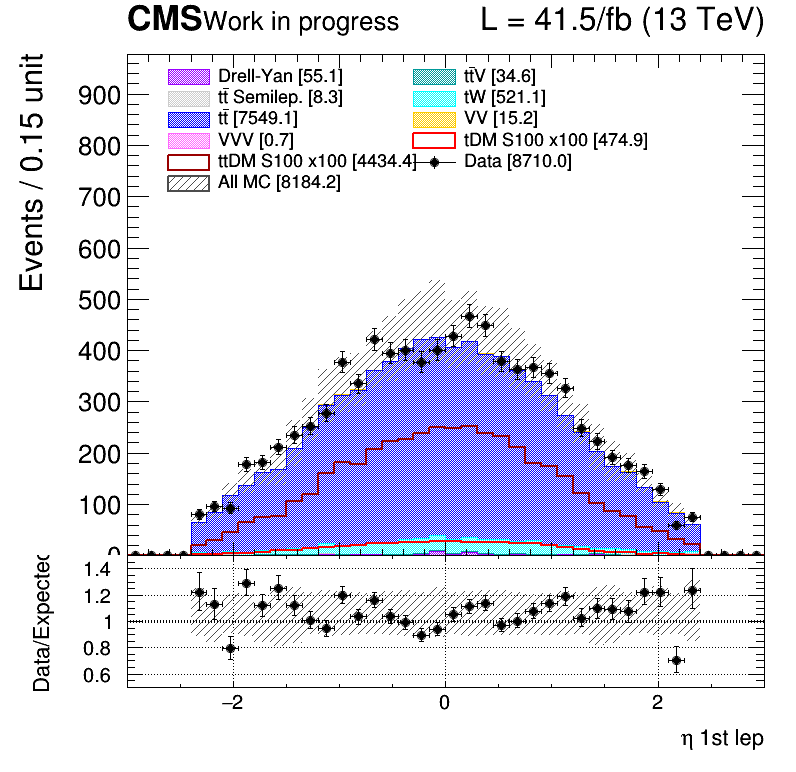 CMS Work in progress L = 41.5/fb (13 TeV)
Events / 0.15 unit
Drell-Yan [55.1] tt̄V [34.6]
tt̄ Semilep. [8.3] tW [521.1]
tt̄ [7549.1] VV [15.2]
VVV [0.7] tDM S100 x100 [474.9]
ttDM S100 x100 [4434.4] Data [8710.0]
All MC [8184.2]
900
800
700
600
500
400
300
200
100
0
Data/Expected
1.4
1.2
1
0.8
0.6
−2 0 2
η 1st lep